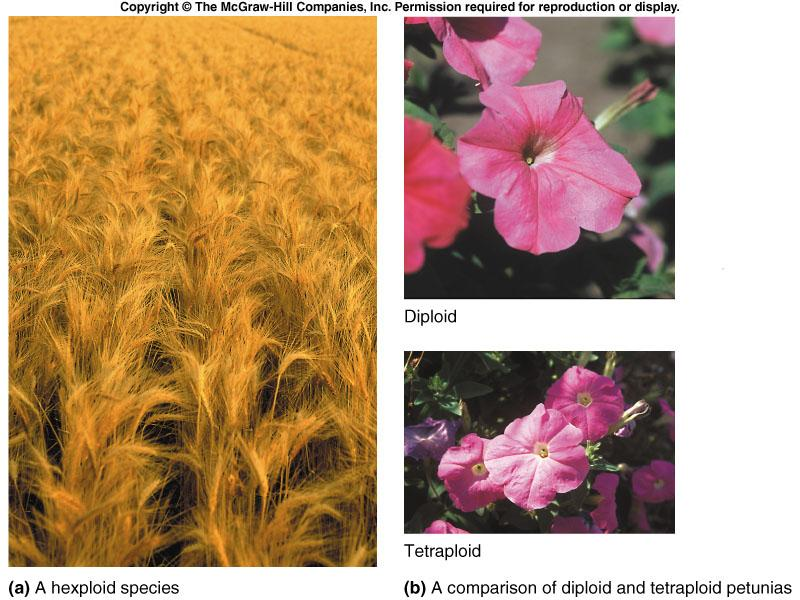 Copyright © The McGraw-Hill Companies, Inc. Permission required for reproduction or display.
Diploid
Tetraploid
(a) A hexploid species
(b) A comparison of diploid and tetraploid petunias